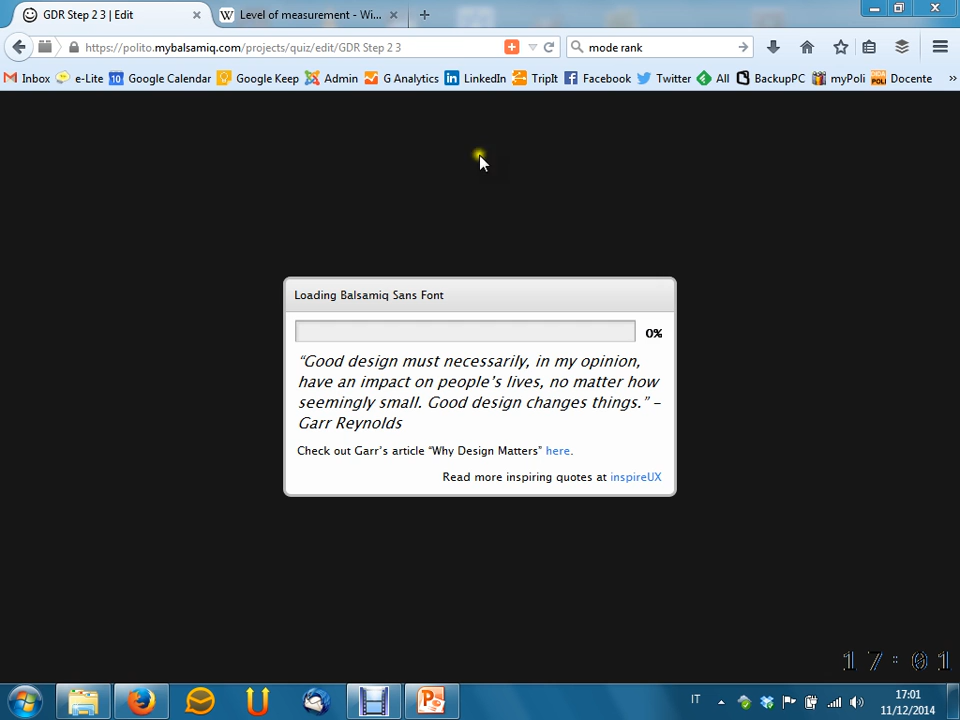 GDR Step 2 3 | Edit
Level of measurement - Wi...
https://polito.mybalsamiq.com/projects/quiz/edit/GDR Step 2 3
mode rank
Inbox e-Lite 10 Google Calendar Google Keep Admin G Analytics in LinkedIn TripIt Facebook Twitter All BackupPC myPoli POLI Docente »
Loading Balsamiq Sans Font
0%
“Good design must necessarily, in my opinion,
have an impact on people’s lives, no matter how
seemingly small. Good design changes things.” –
Garr Reynolds
Check out Garr’s article “Why Design Matters” here.
Read more inspiring quotes at inspireUX
17:01
IT
17:01
11/12/2014